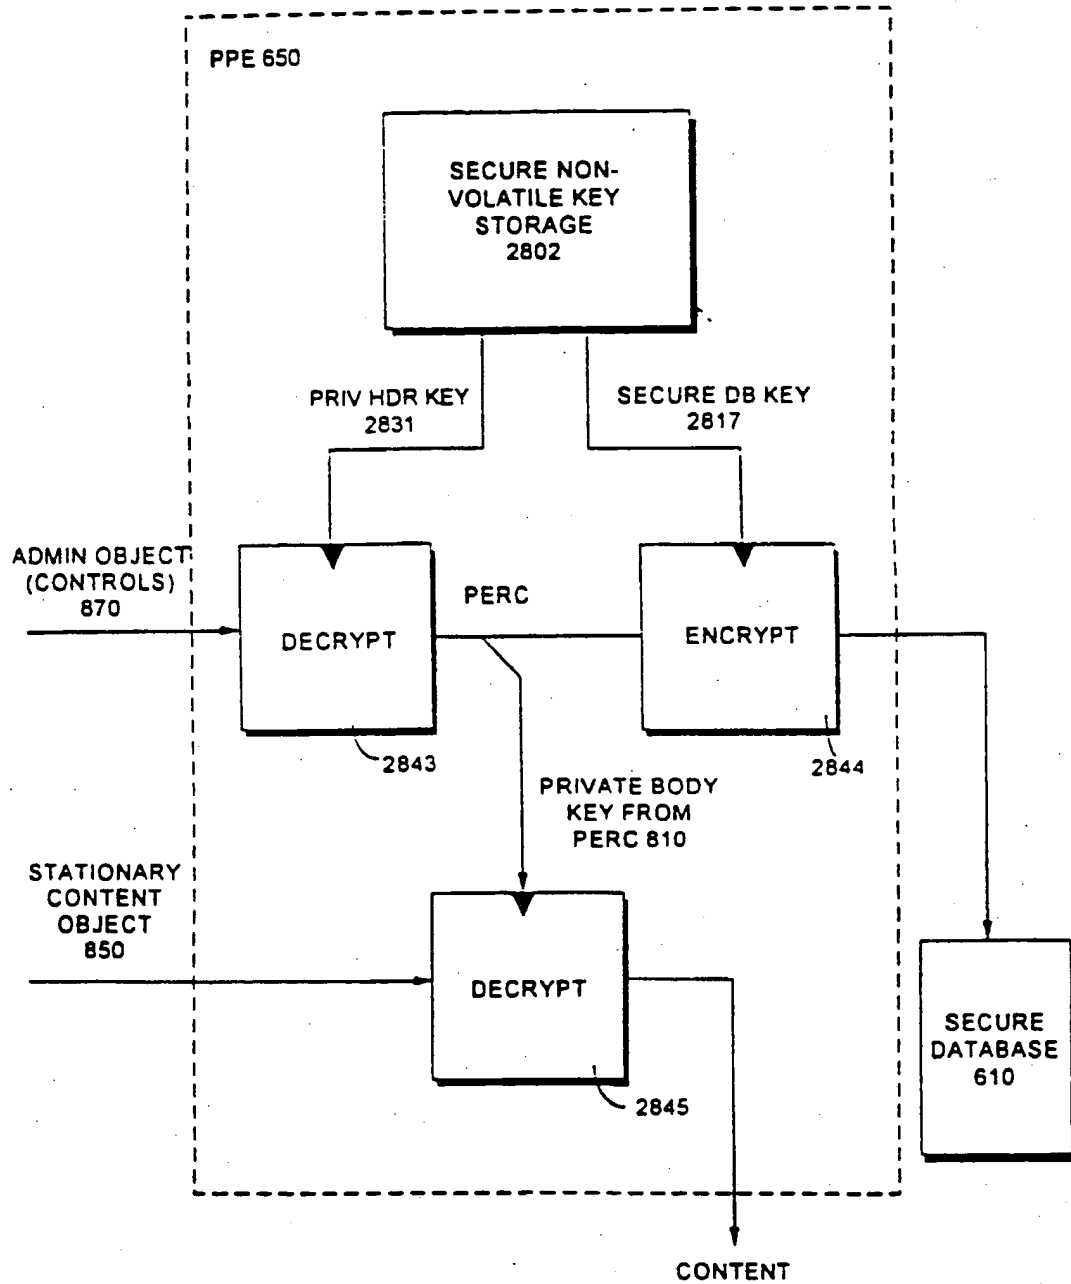 PPE 650
SECURE NON-
VOLATILE KEY
STORAGE
2802
PRIV HDR KEY
2831
SECURE DB KEY
2817
ADMIN OBJECT
(CONTROLS)
870
DECRYPT
PERC
ENCRYPT
2843
2844
PRIVATE BODY
KEY FROM
PERC 810
STATIONARY
CONTENT
OBJECT
850
DECRYPT
2845
SECURE
DATABASE
610
CONTENT